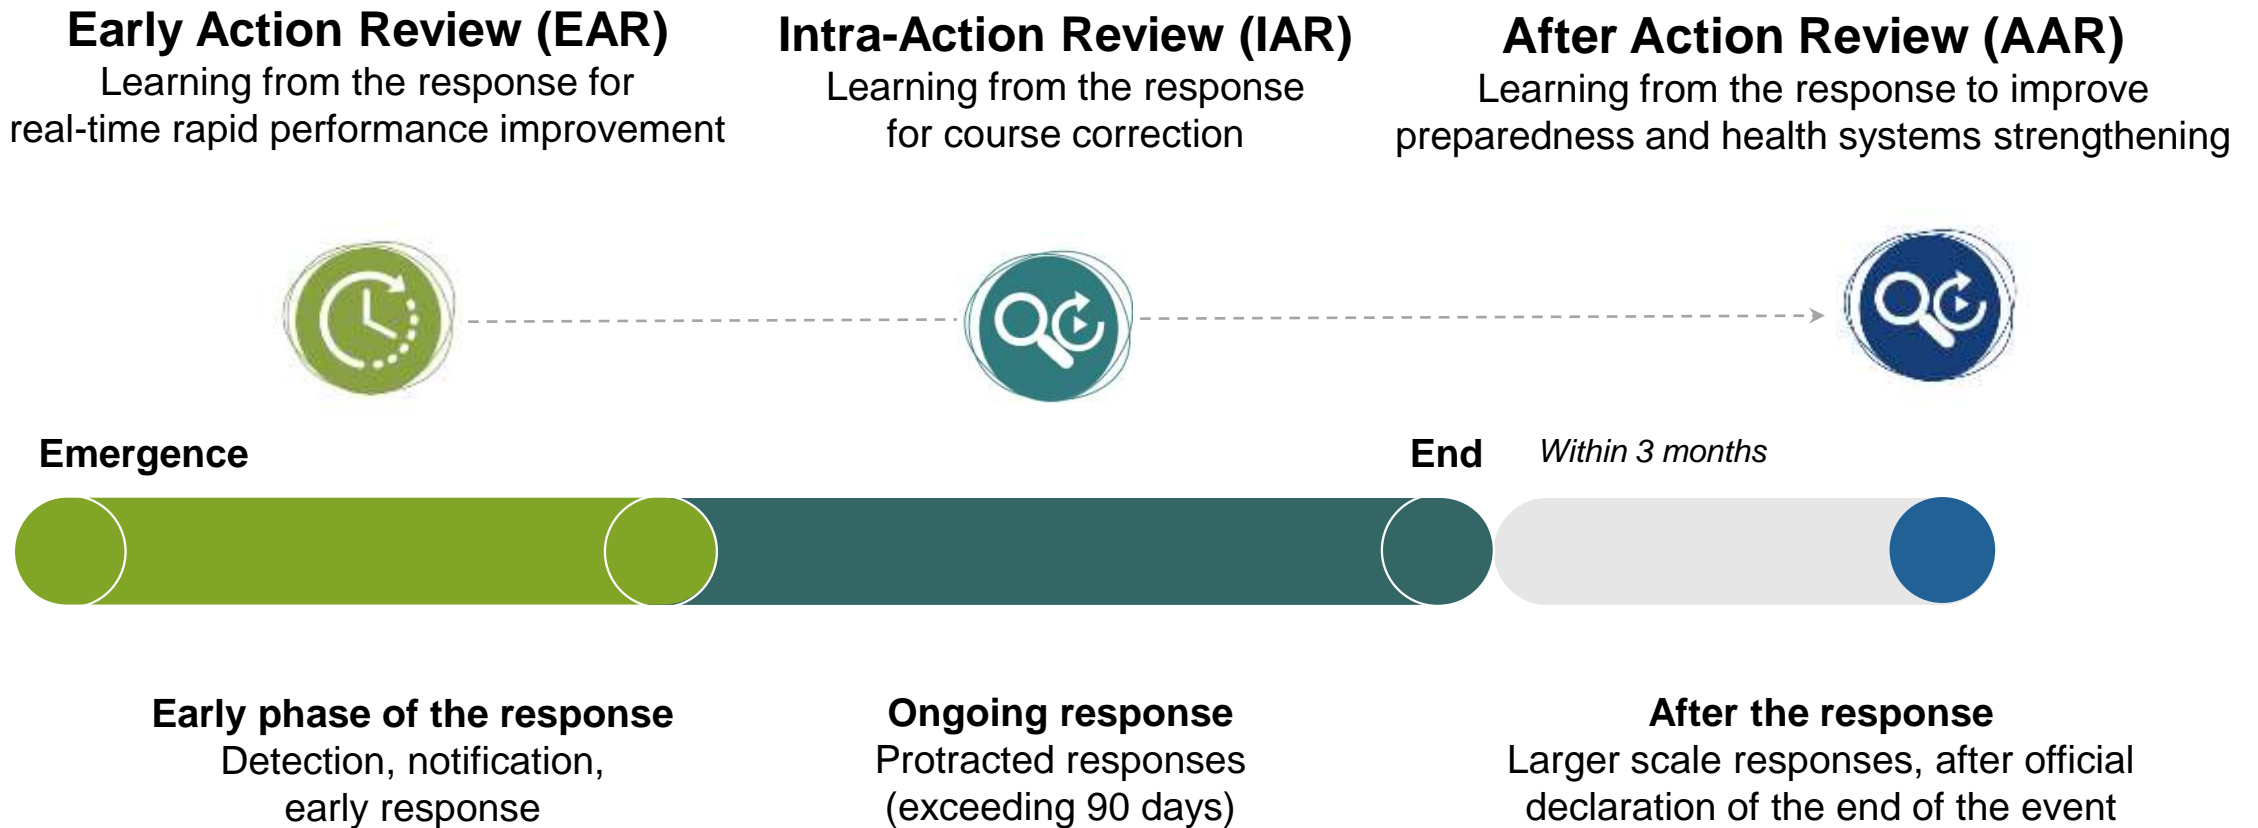 Early Action Review (EAR)
Learning from the response for
real-time rapid performance improvement
Intra-Action Review (IAR)
Learning from the response
for course correction
After Action Review (AAR)
Learning from the response to improve
preparedness and health systems strengthening
Emergence
End
Within 3 months
Early phase of the response
Detection, notification,
early response
Ongoing response
Protracted responses
(exceeding 90 days)
After the response
Larger scale responses, after official
declaration of the end of the event